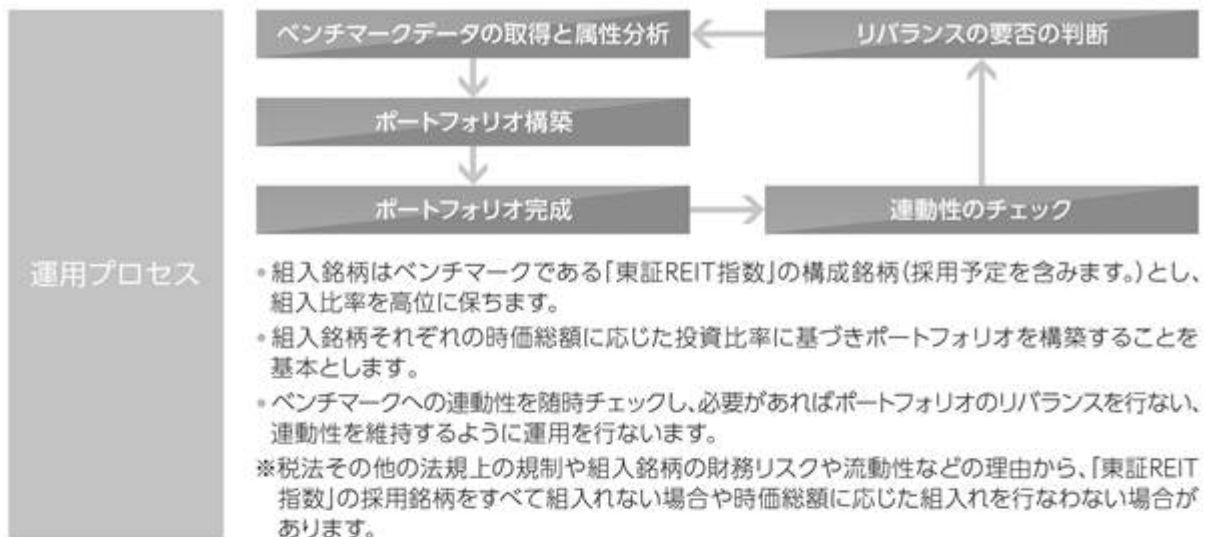 運用プロセス
ベンチマークデータの取得と属性分析
リバランスの要否の判断
ポートフォリオ構築
ポートフォリオ完成
連動性のチェック
•組入銘柄はベンチマークである「東証REIT指数」の構成銘柄(採用予定を含みます。)とし、
組入比率を高位に保ちます。
•組入銘柄それぞれの時価総額に応じた投資比率に基づきポートフォリオを構築することを
基本とします。
•ベンチマークへの連動性を随時チェックし、必要があればポートフォリオのリバランスを行ない、
連動性を維持するように運用を行ないます。
※税法その他の法規上の規制や組入銘柄の財務リスクや流動性などの理由から、「東証REIT
指数」の採用銘柄をすべて組入れない場合や時価総額に応じた組入れを行なわない場合が
あります。